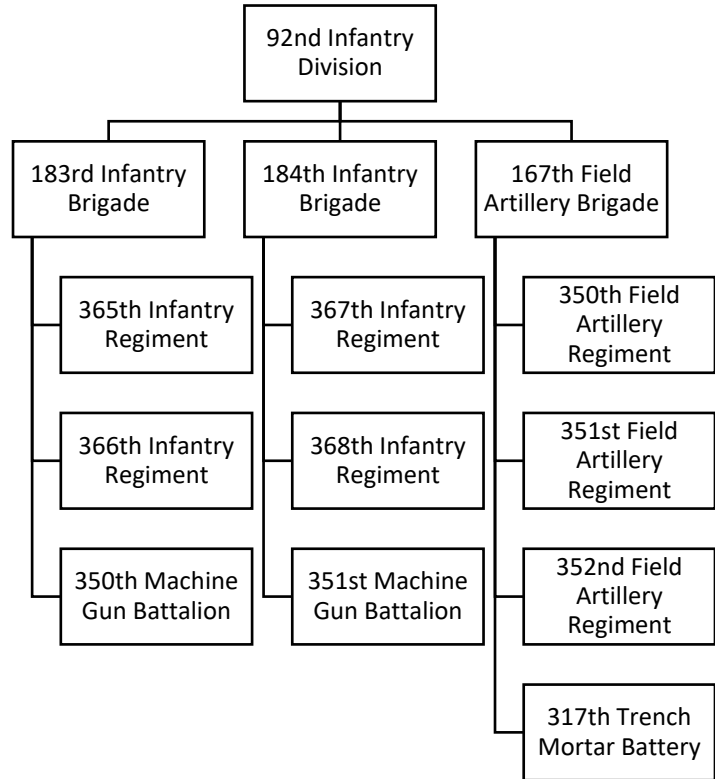 92nd Infantry
Division
183rd Infantry
Brigade
184th Infantry
Brigade
167th Field
Artillery Brigade
365th Infantry
Regiment
367th Infantry
Regiment
350th Field
Artillery
Regiment
366th Infantry
Regiment
368th Infantry
Regiment
351st Field
Artillery
Regiment
350th Machine
Gun Battalion
351st Machine
Gun Battalion
352nd Field
Artillery
Regiment
317th Trench
Mortar Battery